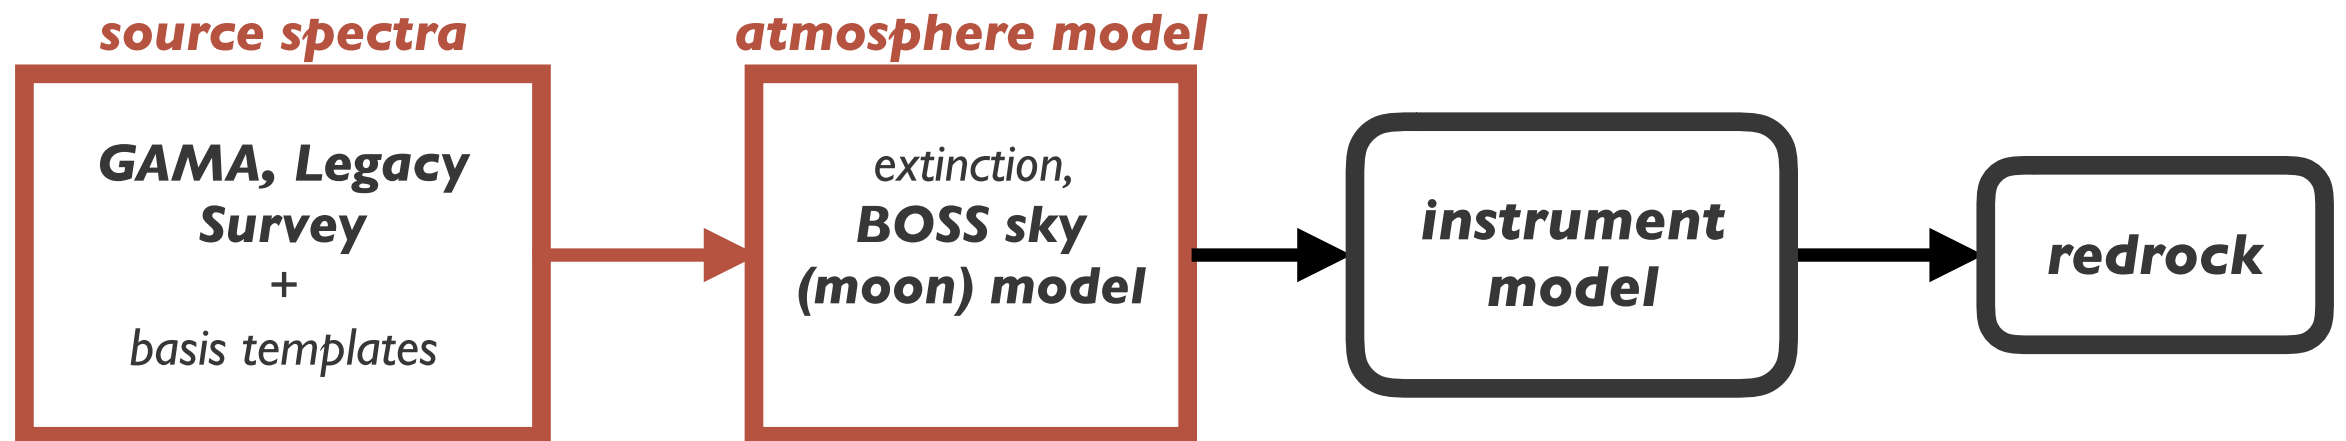 source spectra
GAMA, Legacy
Survey
+
basis templates
atmosphere model
extinction,
BOSS sky
(moon) model
instrument
model
redrock